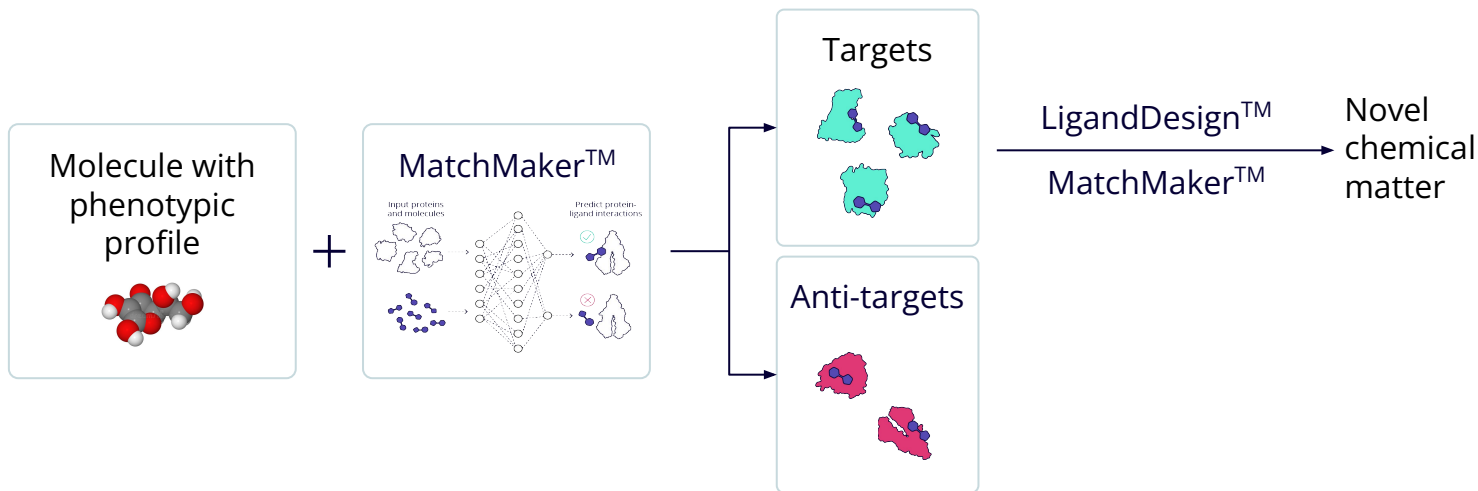 Molecule with
phenotypic
profile
+
MatchMaker™
Input proteins
and molecules
Predict protein-
ligand interactions
Targets
Anti-targets
LigandDesign™
MatchMaker™
Novel
chemical
matter